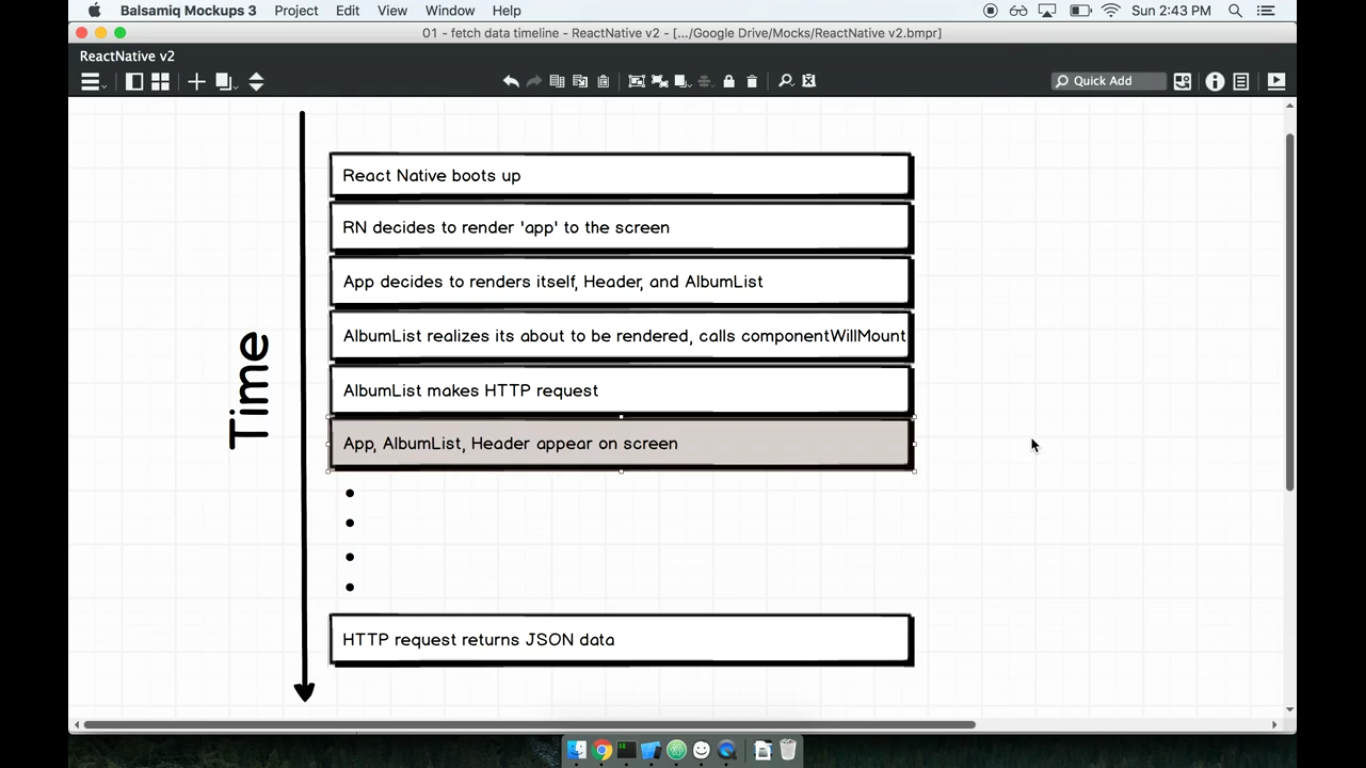 Balsamiq Mockups 3 Project Edit View Window Help Sun 2:43 PM
01 - fetch data timeline - ReactNative v2 - [.../Google Drive/Mocks/ReactNative v2.bmpr]
ReactNative v2
Quick Add
React Native boots up
RN decides to render 'app' to the screen
App decides to renders itself, Header, and AlbumList
AlbumList realizes its about to be rendered, calls componentWillMount
Time
AlbumList makes HTTP request
App, AlbumList, Header appear on screen
HTTP request returns JSON data